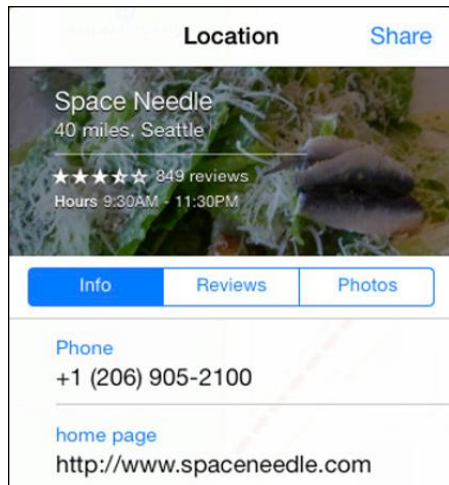 Location
Share
Space Needle
40 miles, Seattle
849 reviews
Hours 9:30AM - 11:30PM
Info
Reviews
Photos
Phone
+1 (206) 905-2100
home page
http://www.spaceneedle.com